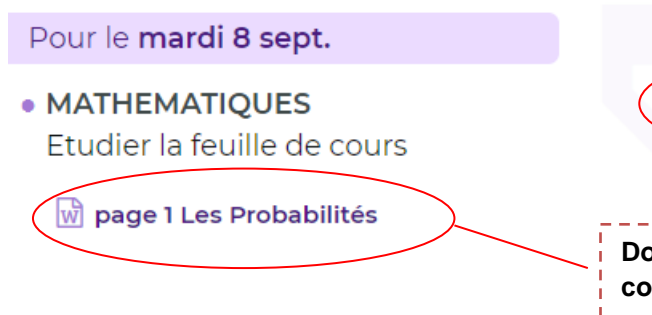 Pour le mardi 8 sept.
MATHEMATIQUES
Etudier la feuille de cours
page 1 Les Probabilités